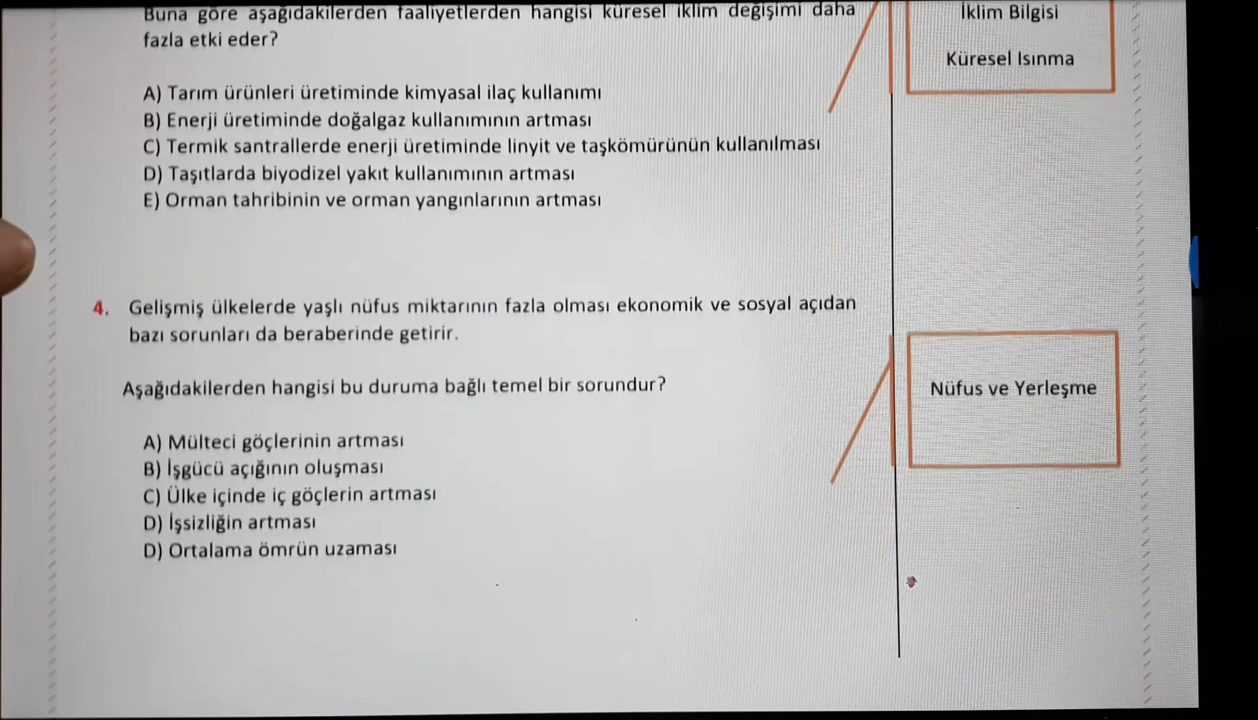 Buna göre aşağıdakilerden faaliyetlerden hangisi küresel iklim değişimi daha
fazla etki eder?
A) Tarım ürünleri üretiminde kimyasal ilaç kullanımı
B) Enerji üretiminde doğalgaz kullanımının artması
C) Termik santrallerde enerji üretiminde linyit ve taşkömürünün kullanılması
D) Taşıtlarda biyodizel yakıt kullanımının artması
E) Orman tahribinin ve orman yangınlarının artması
İklim Bilgisi
Küresel Isınma
4. Gelişmiş ülkelerde yaşlı nüfus miktarının fazla olması ekonomik ve sosyal açıdan
bazı sorunları da beraberinde getirir.
Aşağıdakilerden hangisi bu duruma bağlı temel bir sorundur?
A) Mülteci göçlerinin artması
B) İşgücü açığının oluşması
C) Ülke içinde iç göçlerin artması
D) İşsizliğin artması
D) Ortalama ömrün uzaması
Nüfus ve Yerleşme